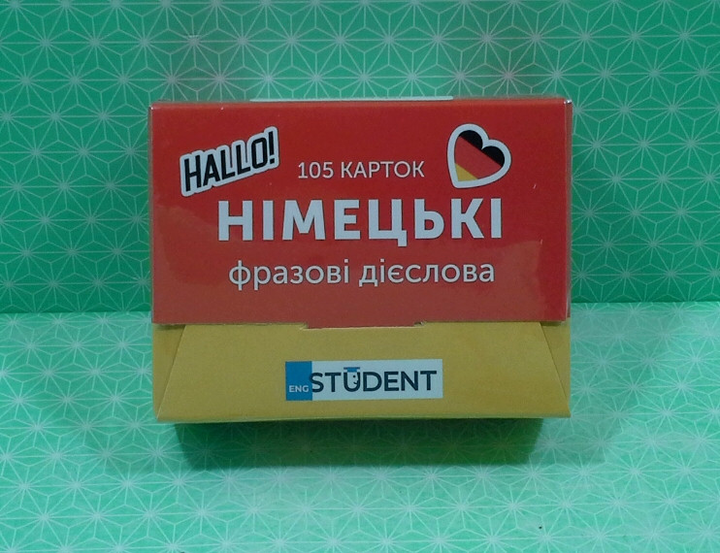 HALLO!
105 КАРТОК
НІМЕЦЬКІ
фразові дієслова
ENG STUDENT